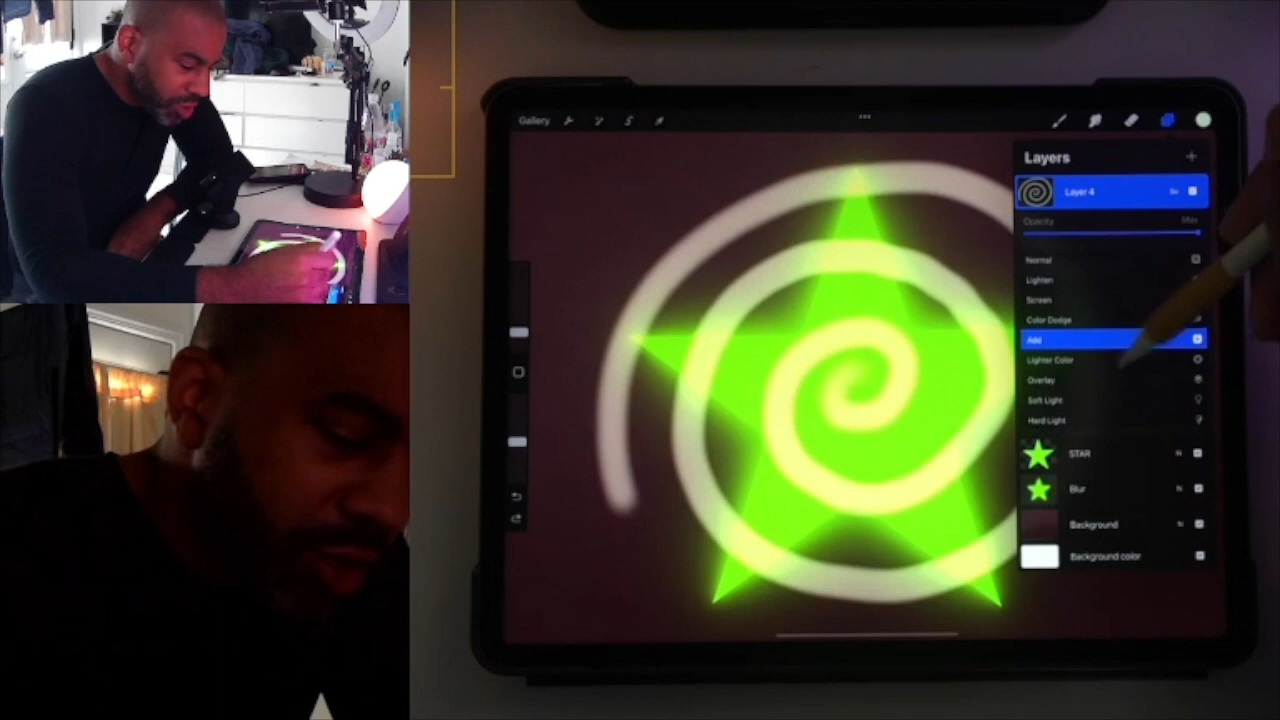 Gallery
Layers
Layer 4
Opacity Max
Normal
Lighten
Screen
Color Dodge
Add
Lighter Color
Overlay
Soft Light
Hard Light
STAR N
Blur N
Background N
Background color